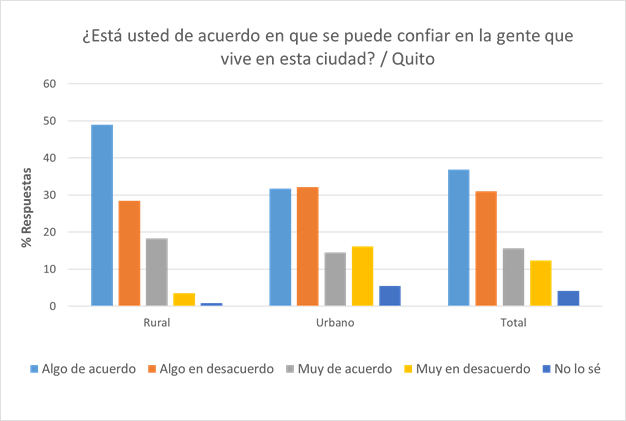 ¿Está usted de acuerdo en que se puede confiar en la gente que
vive en esta ciudad? / Quito
60
50
40
30
20
10
0
% Respuestas
Rural
Urbano
Total
Algo de acuerdo
Algo en desacuerdo
Muy de acuerdo
Muy en desacuerdo
No lo sé